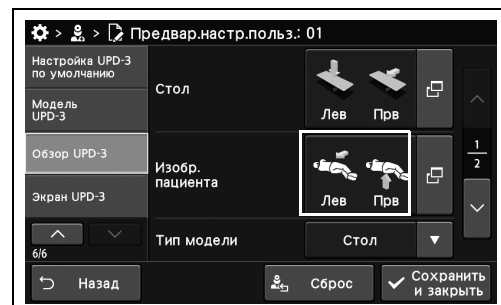 > > Предвар.настр.польз.: 01
Настройка UPD-3
по умолчанию
Модель
UPD-3
Обзор UPD-3
Экран UPD-3
6/6
Стол
Лев Прв
Изобр.
пациента
Лев Прв
Тип модели
Стол
1
2
Назад
Сброс
Сохранить
и закрыть